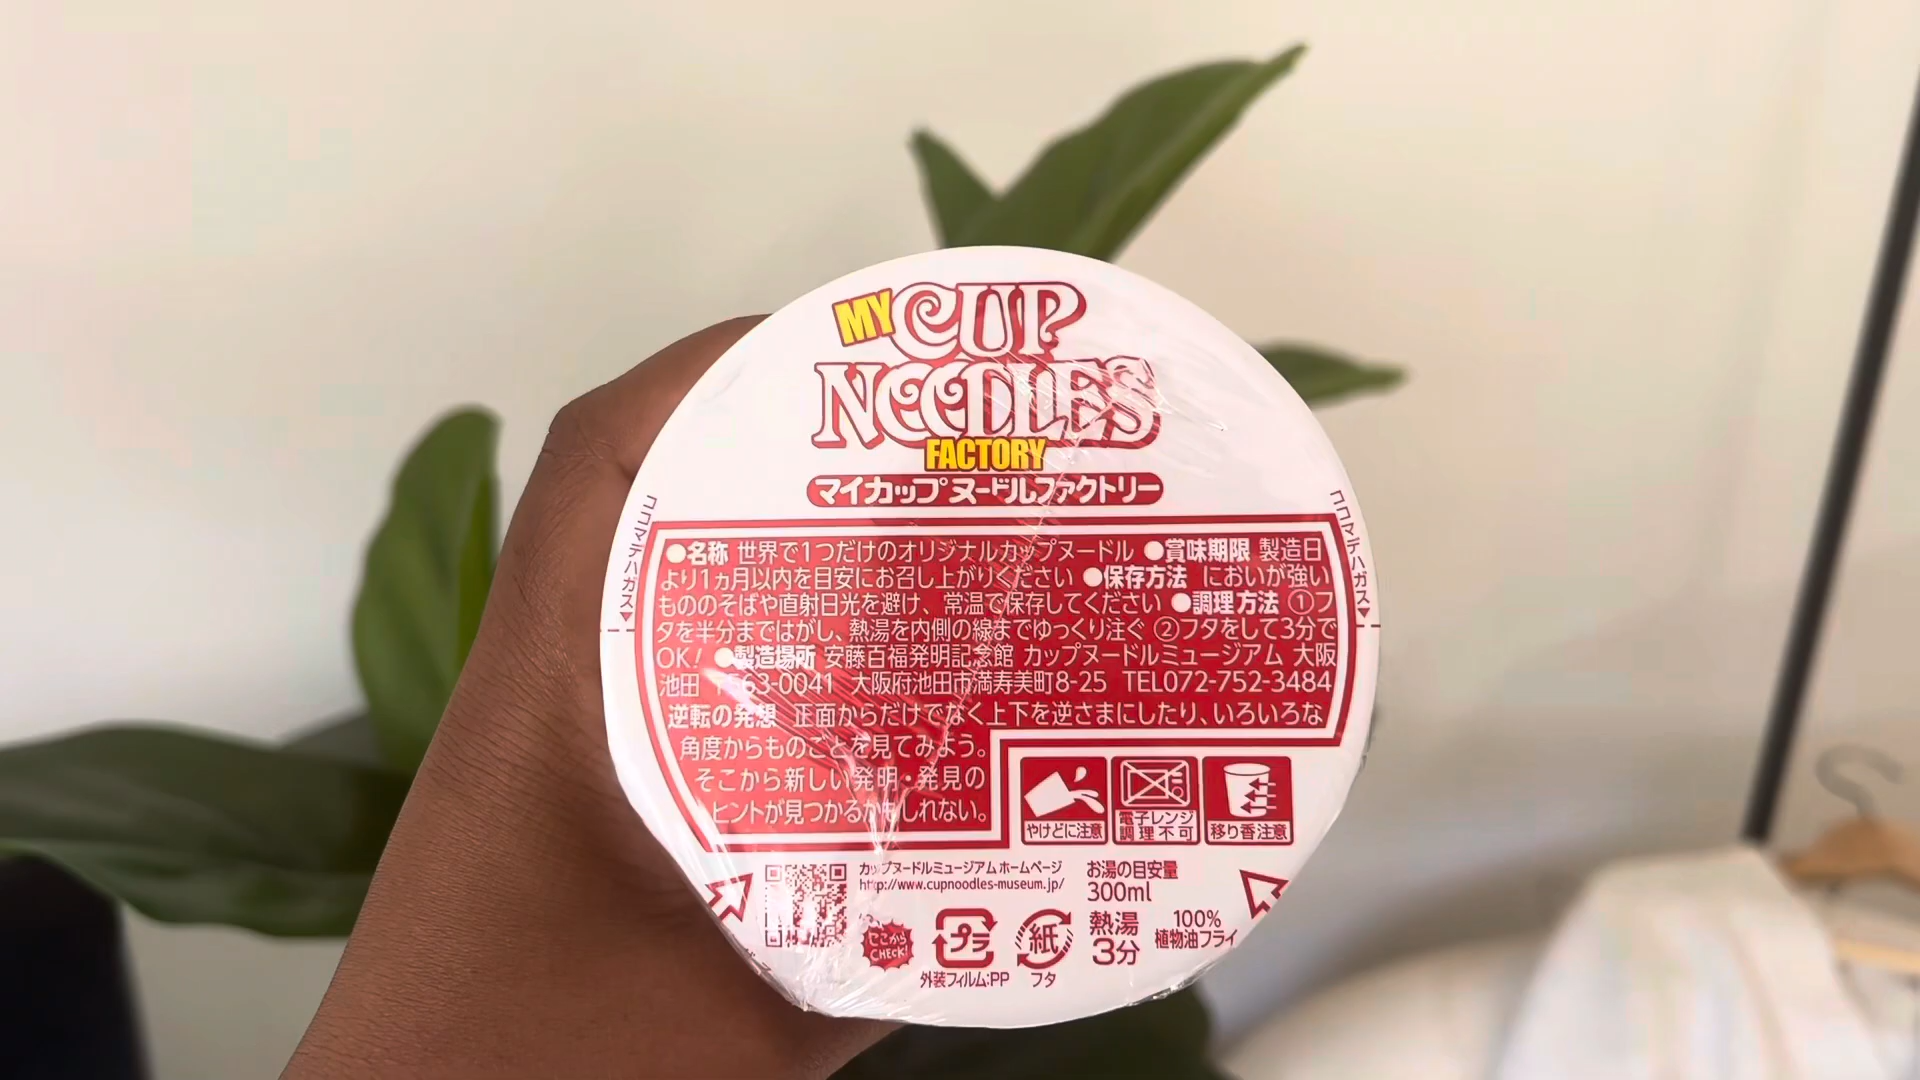 MY CUP
NOODLES
FACTORY
マイカップヌードルファクトリー
ココマデハガス▼
ココマデハガス▼
●名称 世界で1つだけのオリジナルカップヌードル ●賞味期限 製造日
より1ヵ月以内を目安にお召し上がりください ●保存方法 においが強い
もののそばや直射日光を避け、常温で保存してください ●調理方法 ①フ
タを半分まではがし、熱湯を内側の線までゆっくり注ぐ ②フタをして3分で
OK! ●製造場所 安藤百福発明記念館 カップヌードルミュージアム 大阪
池田 〒563-0041 大阪府池田市満寿美町8-25 TEL072-752-3484
逆転の発想 正面からだけでなく上下を逆さまにしたり、いろいろな
角度からものごとを見てみよう。
そこから新しい発明・発見の
ヒントが見つかるかもしれない。
やけどに注意
電子レンジ
調理不可
移り香注意
カップヌードルミュージアム ホームページ
http://www.cupnoodles-museum.jp/
お湯の目安量
300ml
ここから
CHECK!
プラ
外装フィルム:PP
紙
フタ
熱湯
3分
100%
植物油フライ